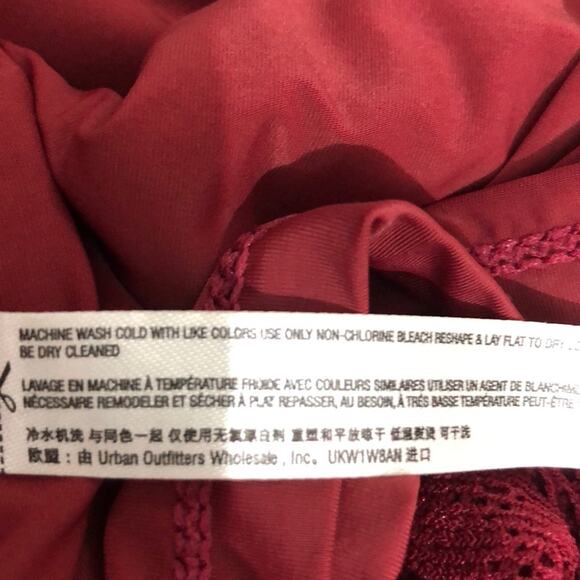 MACHINE WASH COLD WITH LIKE COLORS USE ONLY NON-CHLORINE BLEACH RESHAPE & LAY FLAT TO DRY
BE DRY CLEANED
LAVAGE EN MACHINE À TEMPÉRATURE FROIDE AVEC COULEURS SIMILAIRES UTILISER UN AGENT DE BLANCHIME
NÉCESSAIRE REMODELER ET SÉCHER À PLAT REPASSER, AU BESOIN, À TRÈS BASSE TEMPÉRATURE PEUT-ÊTRE
冷水机洗 与同色一起 仅使用无氯漂白剂 重塑和平放晾干 低温熨烫 可干洗
欧盟：由 Urban Outfitters Wholesale , Inc。 UKW1W8AN 进口